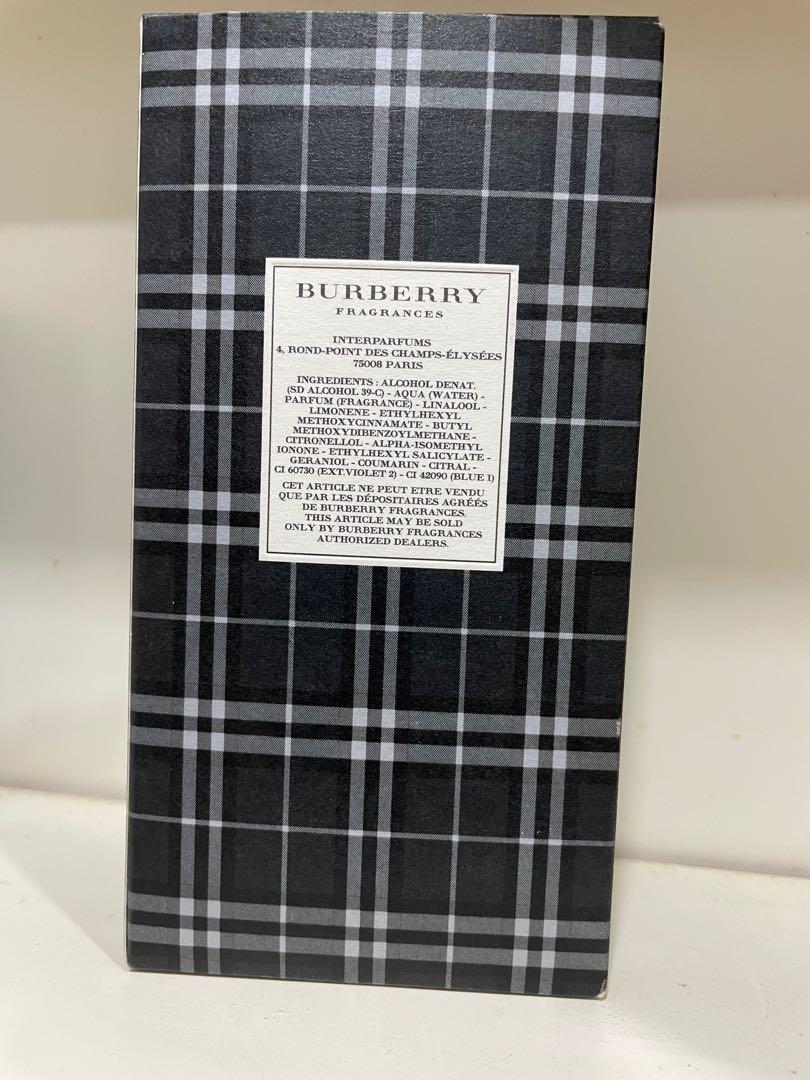 BURBERRY
FRAGRANCES
INTERPARFUMS
4, ROND-POINT DES CHAMPS-ÉLYSÉES
75008 PARIS
INGREDIENTS : ALCOHOL DENAT.
(SD ALCOHOL 39-C) - AQUA (WATER) -
PARFUM (FRAGRANCE) - LINALOOL -
LIMONENE - ETHYLHEXYL
METHOXYCINNAMATE - BUTYL
METHOXYDIBENZOYLMETHANE -
CITRONELLOL - ALPHA-ISOMETHYL
IONONE - ETHYLHEXYL SALICYLATE -
GERANIOL - COUMARIN - CITRAL -
CI 60730 (EXT.VIOLET 2) - CI 42090 (BLUE 1)
CET ARTICLE NE PEUT ETRE VENDU
QUE PAR LES DÉPOSITAIRES AGRÉÉS
DE BURBERRY FRAGRANCES.
THIS ARTICLE MAY BE SOLD
ONLY BY BURBERRY FRAGRANCES
AUTHORIZED DEALERS.